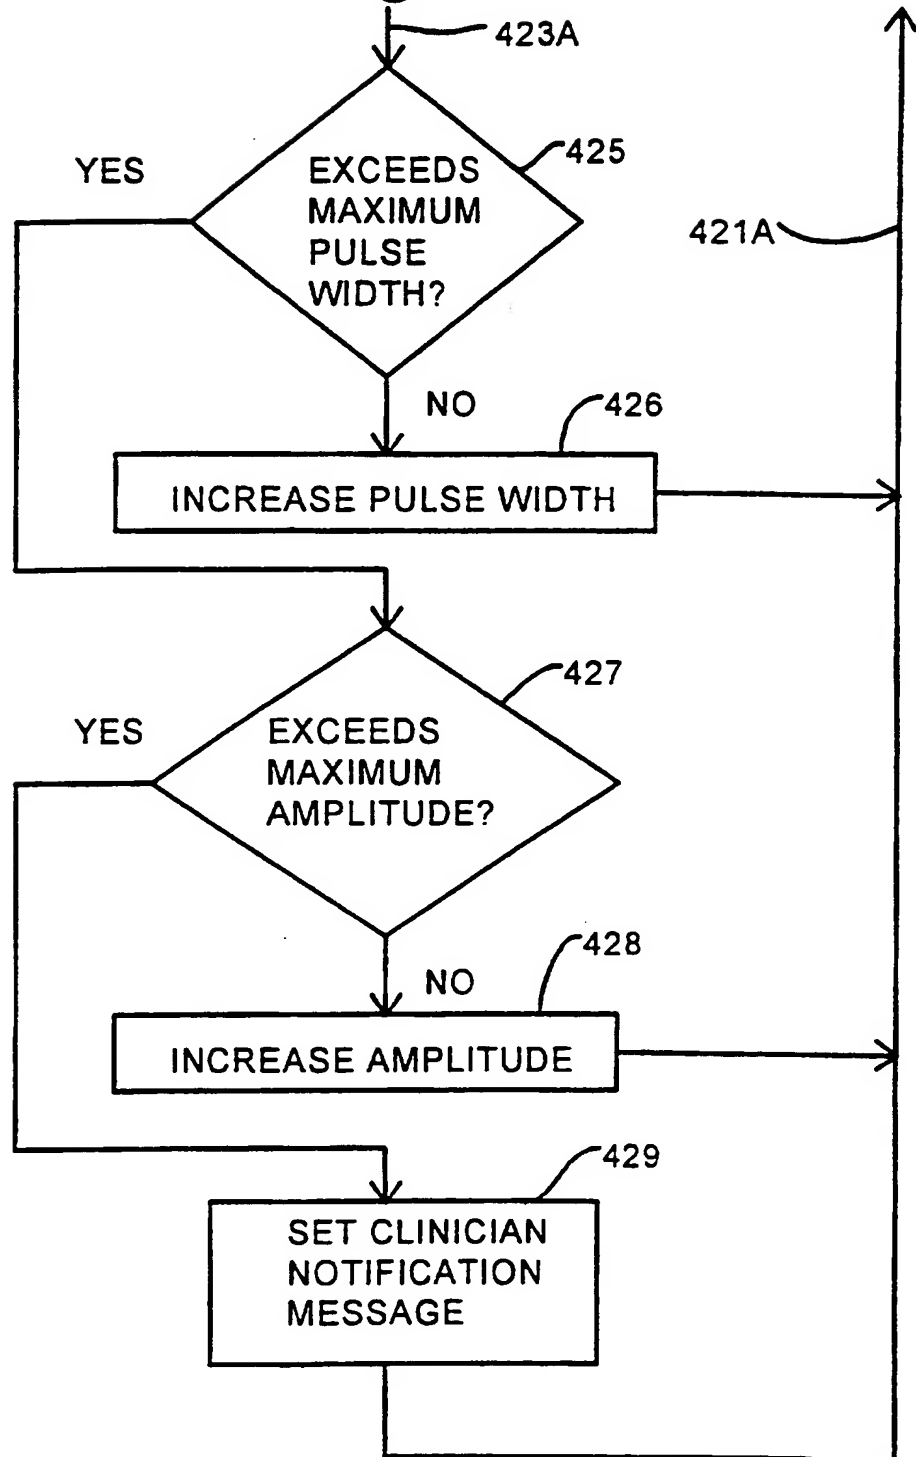 423A
YES
425
EXCEEDS
MAXIMUM
PULSE
WIDTH?
421A
NO
426
INCREASE PULSE WIDTH
427
YES
EXCEEDS
MAXIMUM
AMPLITUDE?
428
NO
INCREASE AMPLITUDE
429
SET CLINICIAN
NOTIFICATION
MESSAGE